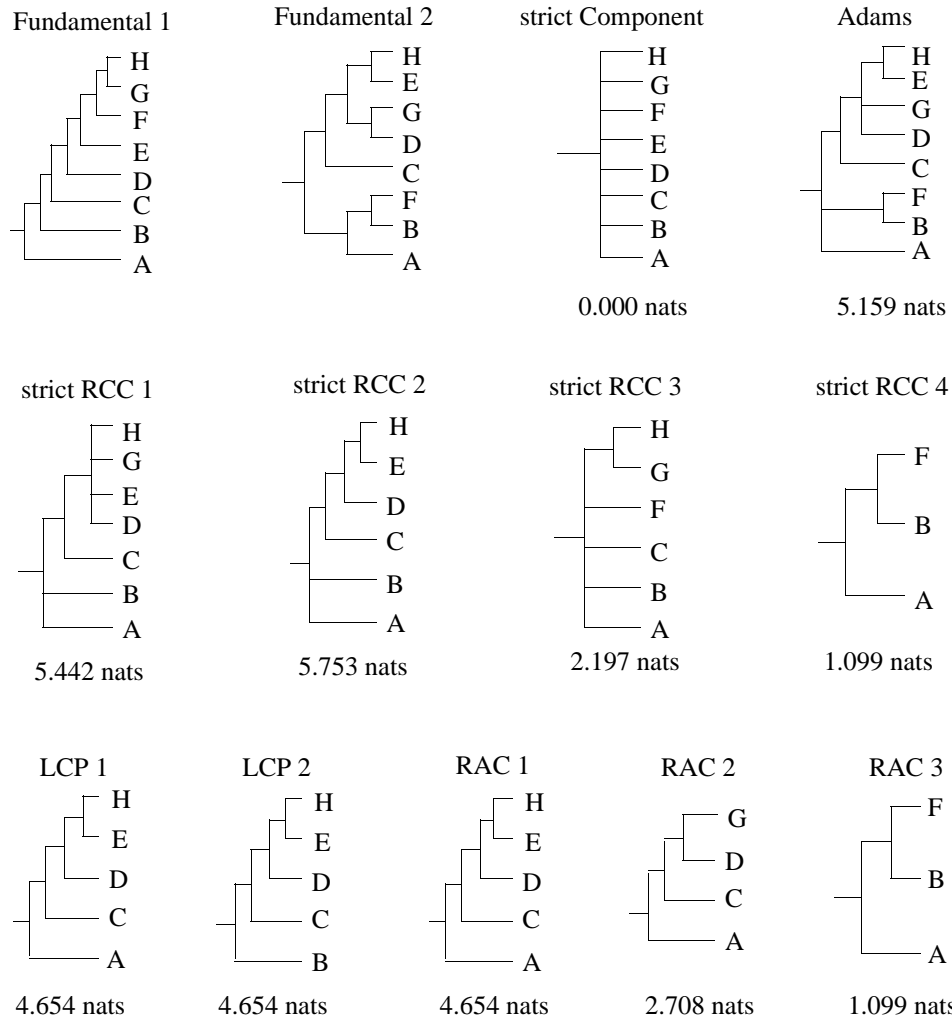 Fundamental 1
H
G
F
E
D
C
B
A
Fundamental 2
H
E
G
D
C
F
B
A
strict Component
H
G
F
E
D
C
B
A
0.000 nats
Adams
H
E
G
D
C
F
B
A
5.159 nats
strict RCC 1
H
G
E
D
C
B
A
5.442 nats
strict RCC 2
H
E
D
C
B
A
5.753 nats
strict RCC 3
H
G
F
C
B
A
2.197 nats
strict RCC 4
F
B
A
1.099 nats
LCP 1
H
E
D
C
A
4.654 nats
LCP 2
H
E
D
C
B
4.654 nats
RAC 1
H
E
D
C
A
4.654 nats
RAC 2
G
D
C
A
2.708 nats
RAC 3
F
B
A
1.099 nats